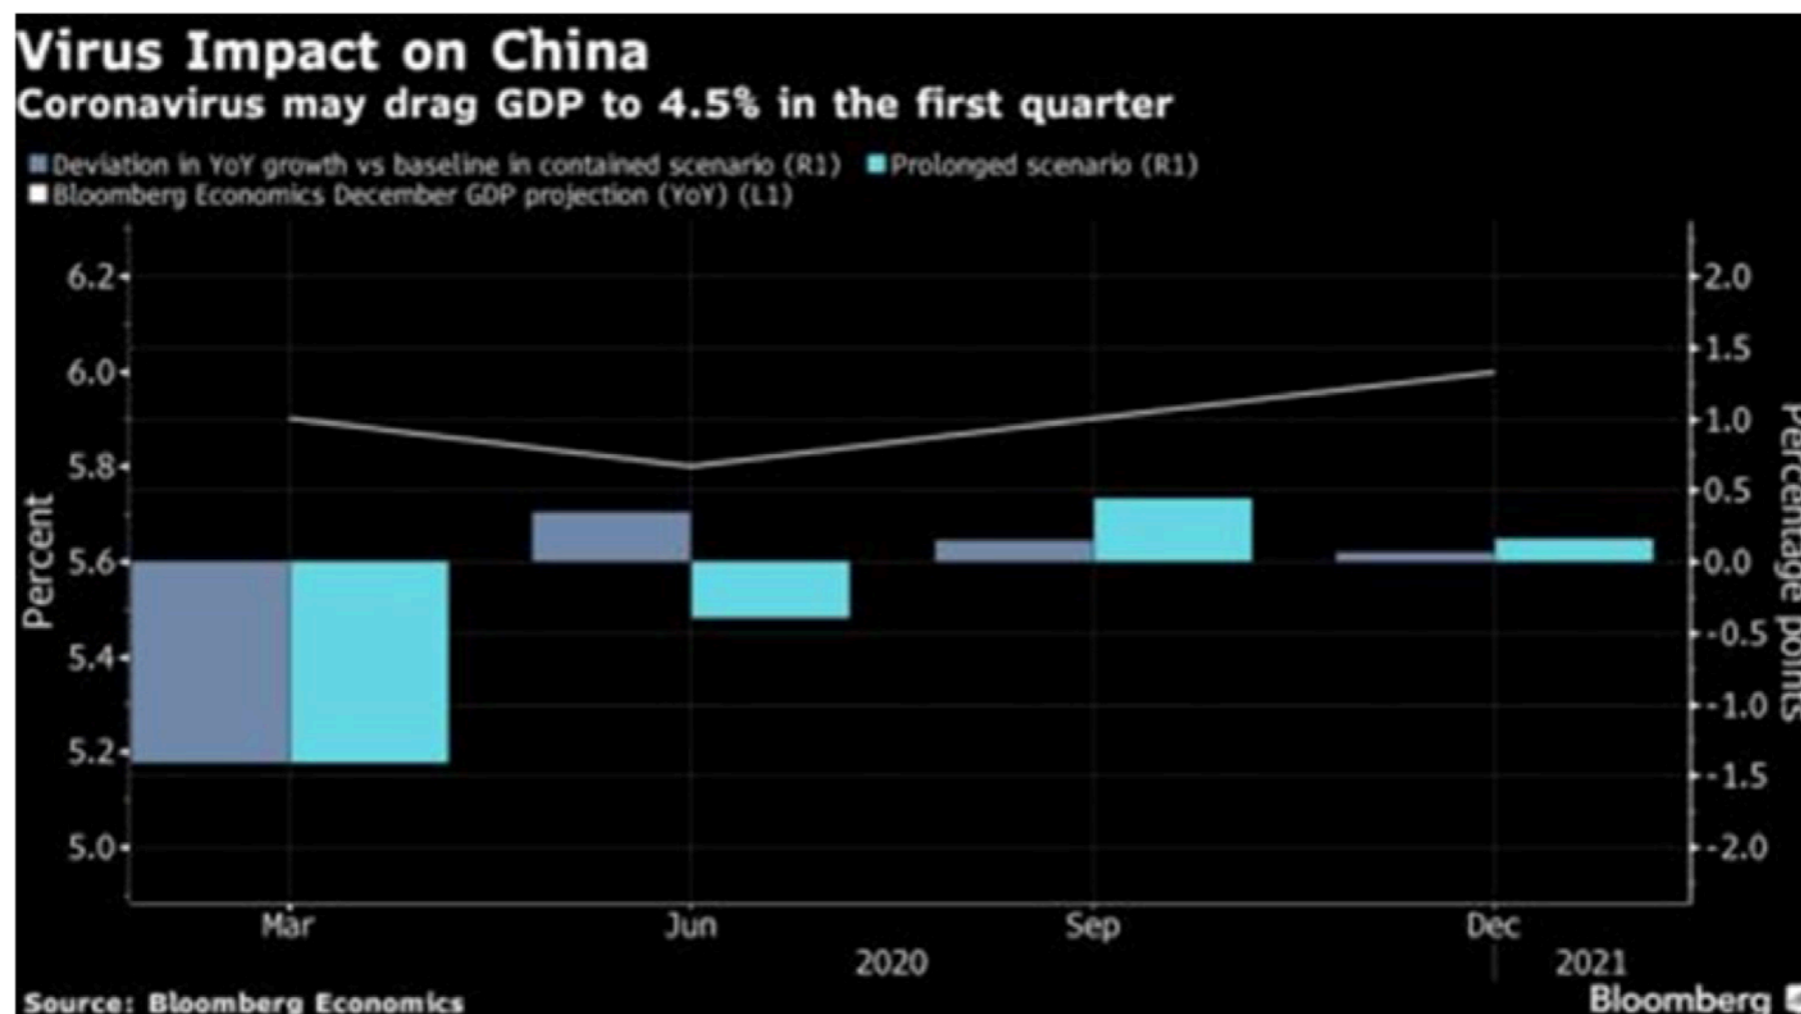 Virus Impact on China
Coronavirus may drag GDP to 4.5% in the first quarter
Deviation in YoY growth vs baseline in contained scenario (R1) Prolonged scenario (R1)
Bloomberg Economics December GDP projection (YoY) (L1)
6.2 2.0
1.5
6.0
1.0
5.8
0.5
5.6 0.0
-0.5
5.4
-1.0
5.2
-1.5
5.0 -2.0
Percent
Percentage points
Mar Jun Sep Dec
2020 2021
Source: Bloomberg Economics
Bloomberg